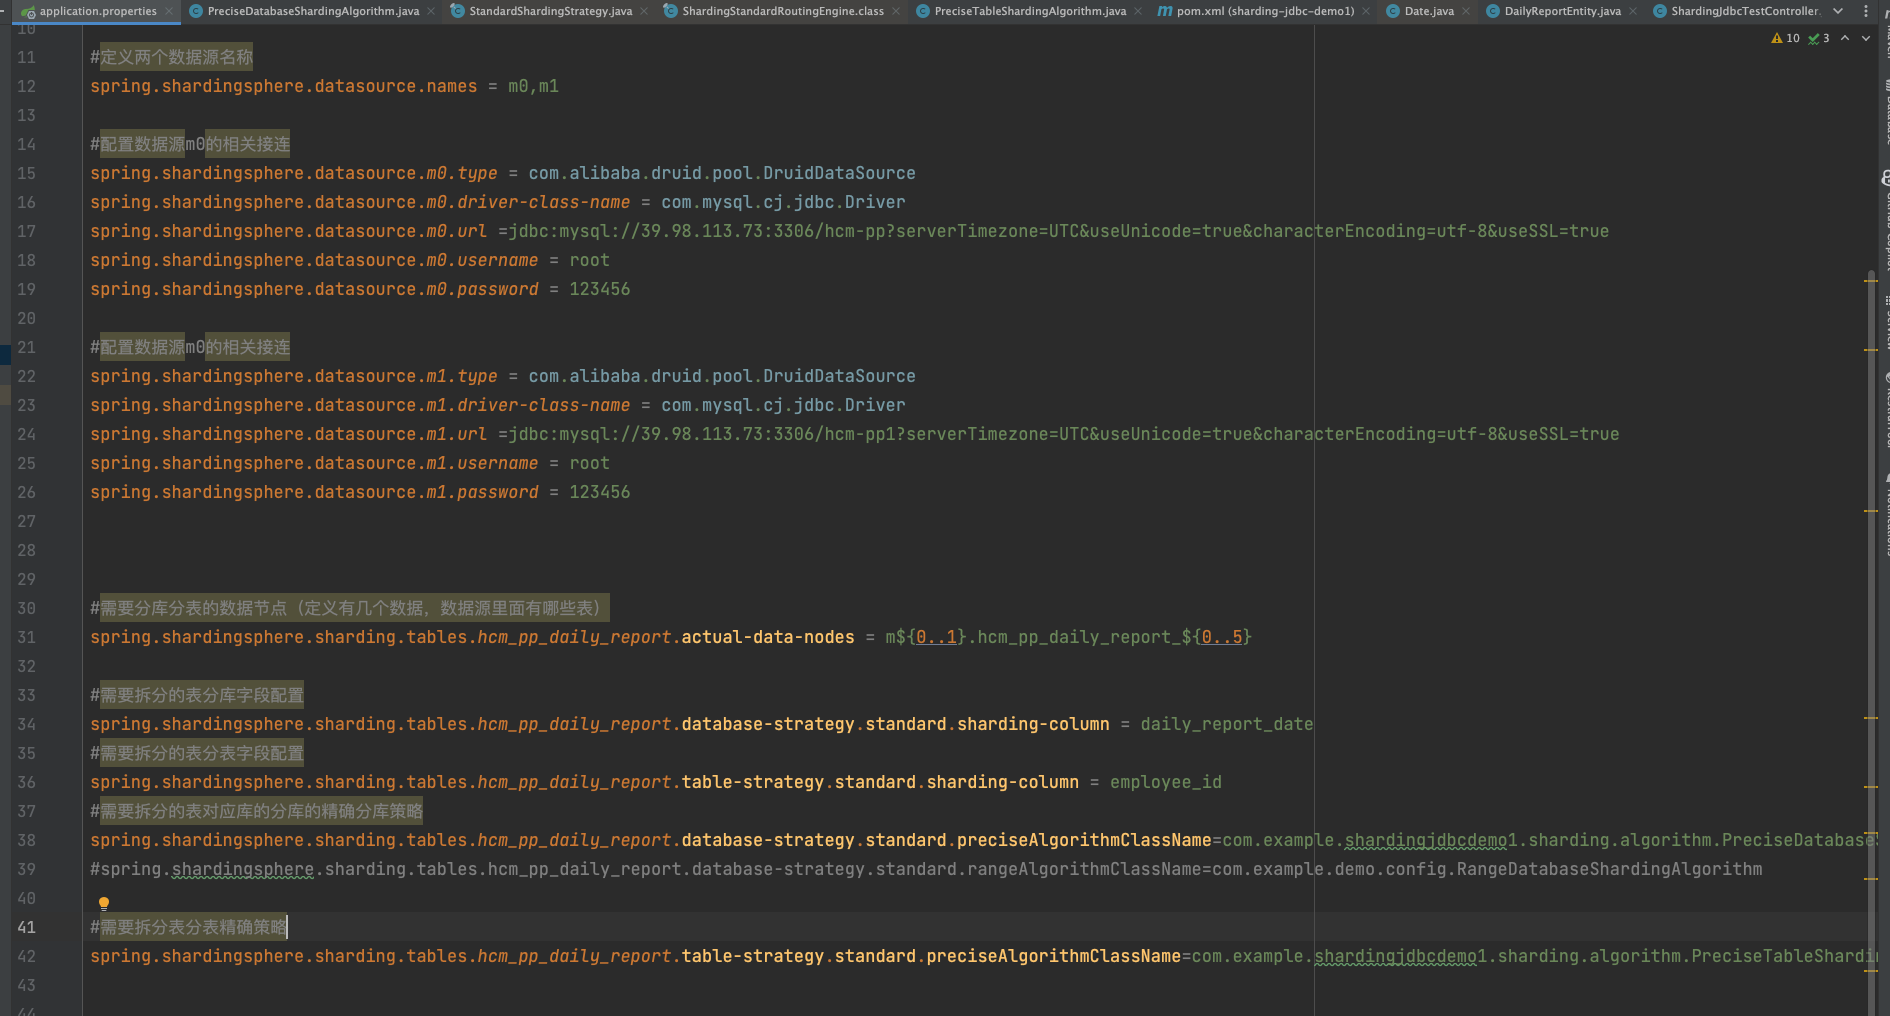 application.properties
PreciseDatabaseShardingAlgorithm.java
StandardShardingStrategy.java
ShardingStandardRoutingEngine.class
PreciseTableShardingAlgorithm.java
pom.xml (sharding-jdbc-demo1)
Date.java
DailyReportEntity.java
ShardingJdbcTestController
10 3
10
11 #定义两个数据源名称
12 spring.shardingsphere.datasource.names = m0,m1
13
14 #配置数据源m0的相关接连
15 spring.shardingsphere.datasource.m0.type = com.alibaba.druid.pool.DruidDataSource
16 spring.shardingsphere.datasource.m0.driver-class-name = com.mysql.cj.jdbc.Driver
17 spring.shardingsphere.datasource.m0.url =jdbc:mysql://39.98.113.73:3306/hcm-pp?serverTimezone=UTC&useUnicode=true&characterEncoding=utf-8&useSSL=true
18 spring.shardingsphere.datasource.m0.username = root
19 spring.shardingsphere.datasource.m0.password = 123456
20
21 #配置数据源m0的相关接连
22 spring.shardingsphere.datasource.m1.type = com.alibaba.druid.pool.DruidDataSource
23 spring.shardingsphere.datasource.m1.driver-class-name = com.mysql.cj.jdbc.Driver
24 spring.shardingsphere.datasource.m1.url =jdbc:mysql://39.98.113.73:3306/hcm-pp1?serverTimezone=UTC&useUnicode=true&characterEncoding=utf-8&useSSL=true
25 spring.shardingsphere.datasource.m1.username = root
26 spring.shardingsphere.datasource.m1.password = 123456
27
28
29
30 #需要分库分表的数据节点（定义有几个数据，数据源里面有哪些表）
31 spring.shardingsphere.sharding.tables.hcm_pp_daily_report.actual-data-nodes = m${0..1}.hcm_pp_daily_report_${0..5}
32
33 #需要拆分的表分库字段配置
34 spring.shardingsphere.sharding.tables.hcm_pp_daily_report.database-strategy.standard.sharding-column = daily_report_date
35 #需要拆分的表分表字段配置
36 spring.shardingsphere.sharding.tables.hcm_pp_daily_report.table-strategy.standard.sharding-column = employee_id
37 #需要拆分的表对应库的分库的精确分库策略
38 spring.shardingsphere.sharding.tables.hcm_pp_daily_report.database-strategy.standard.preciseAlgorithmClassName=com.example.shardingjdbcdemo1.sharding.algorithm.PreciseDatabaseS
39 #spring.shardingsphere.sharding.tables.hcm_pp_daily_report.database-strategy.standard.rangeAlgorithmClassName=com.example.demo.config.RangeDatabaseShardingAlgorithm
40
41 #需要拆分表分表精确策略
42 spring.shardingsphere.sharding.tables.hcm_pp_daily_report.table-strategy.standard.preciseAlgorithmClassName=com.example.shardingjdbcdemo1.sharding.algorithm.PreciseTableShardin
43
44